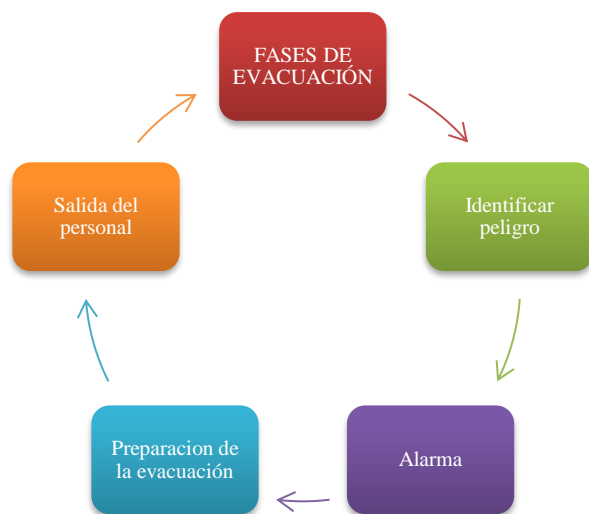 FASES DE
EVACUACIÓN
Identificar
peligro
Alarma
Preparacion de
la evacuación
Salida del
personal